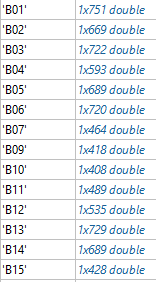 'B01' 1x751 double
'B02' 1x669 double
'B03' 1x722 double
'B04' 1x593 double
'B05' 1x689 double
'B06' 1x720 double
'B07' 1x464 double
'B09' 1x418 double
'B10' 1x408 double
'B11' 1x489 double
'B12' 1x535 double
'B13' 1x729 double
'B14' 1x689 double
'B15' 1x428 double